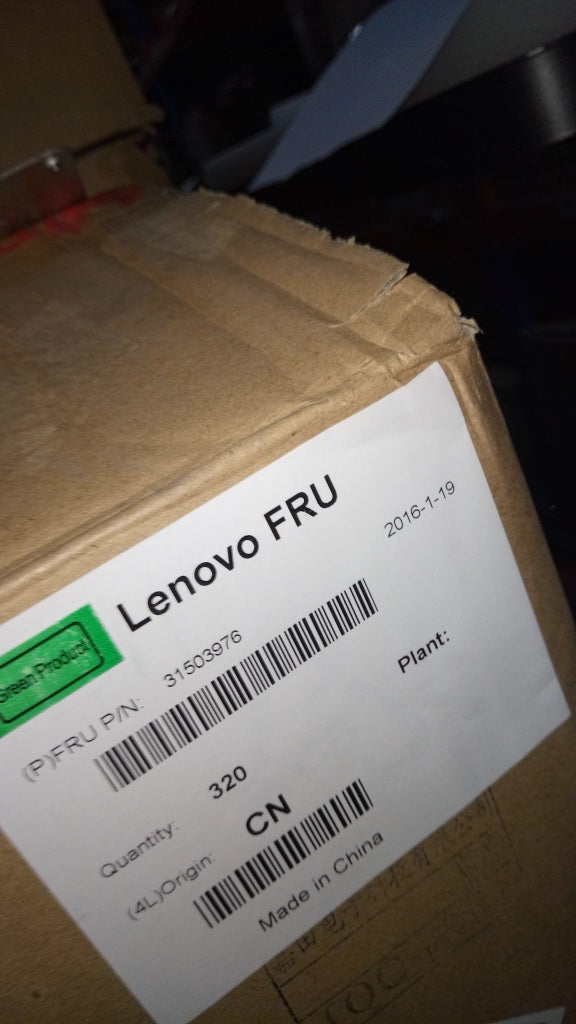 Lenovo FRU
2016-1-19
Green Product
(P)FRU P/N: 31503976
Plant:
Quantity: 320
(4L)Origin: CN
Made in China